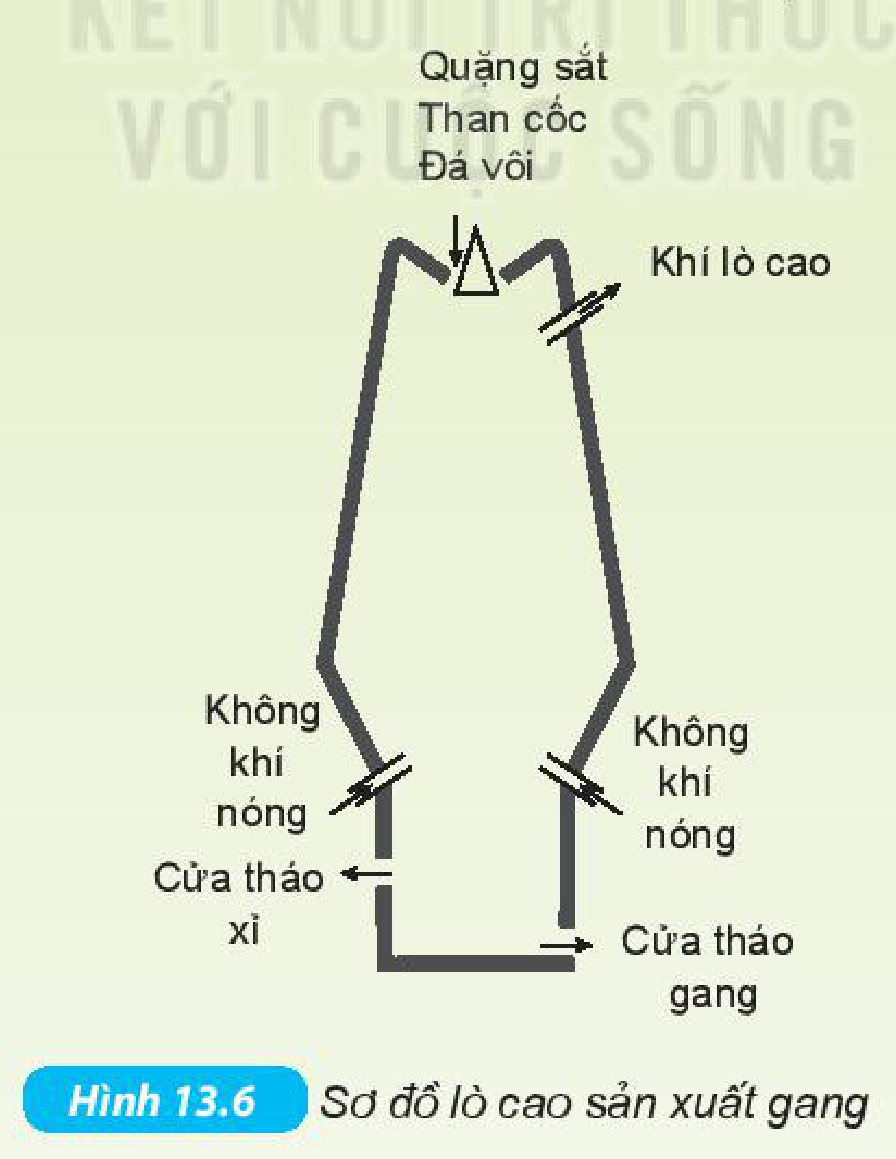 KẾT NỐI TRI THỨC
VỚI CUỘC SỐNG
Quặng sắt
Than cốc
Đá vôi
Khí lò cao
Không
khí
nóng
Không
khí
nóng
Cửa tháo
xỉ
Cửa tháo
gang
Hình 13.6 Sơ đồ lò cao sản xuất gang